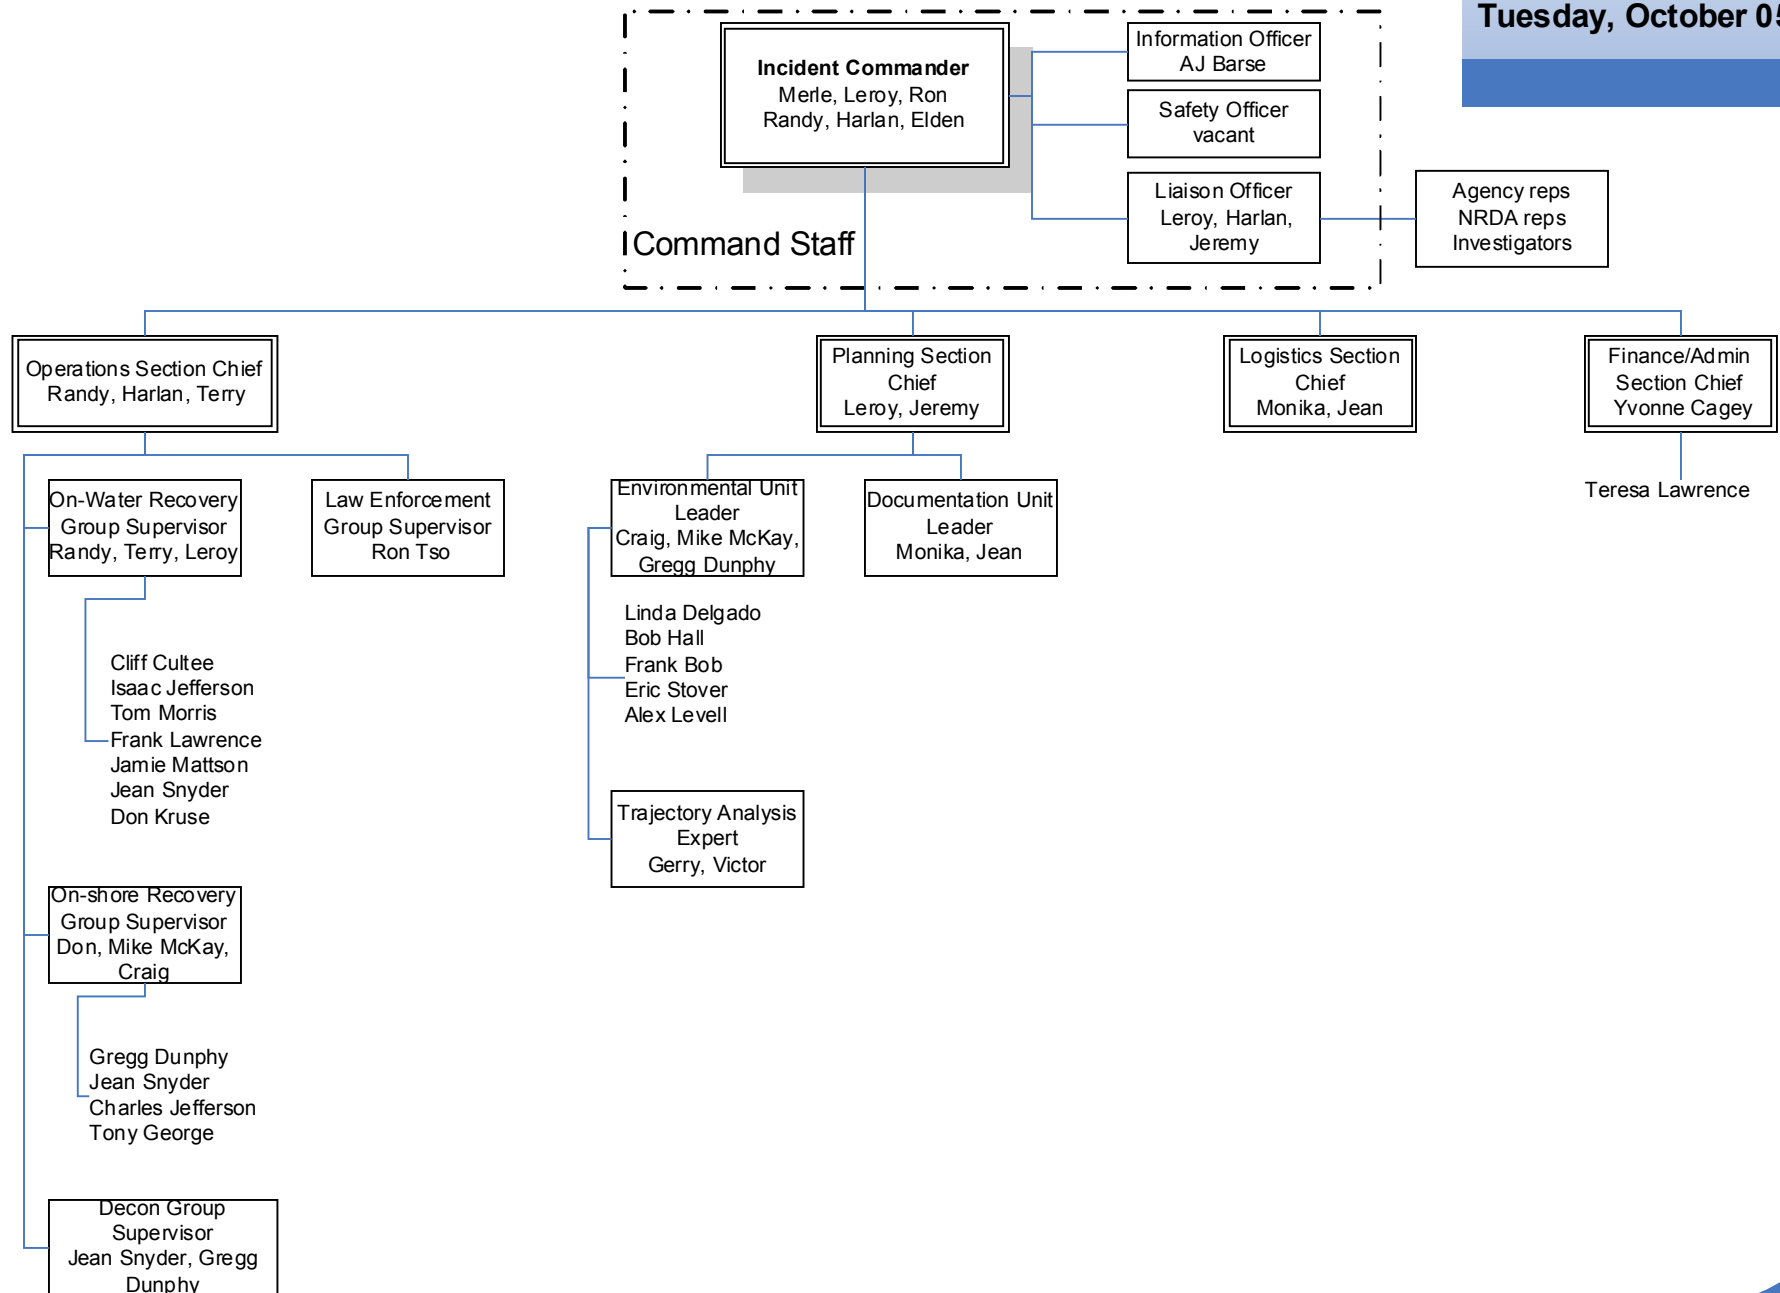 Tuesday, October 05
Incident Commander
Merle, Leroy, Ron
Randy, Harlan, Elden
Information Officer
AJ Barse
Safety Officer
vacant
Liaison Officer
Leroy, Harlan,
Jeremy
Agency reps
NRDA reps
Investigators
Command Staff
Operations Section Chief
Randy, Harlan, Terry
Planning Section
Chief
Leroy, Jeremy
Logistics Section
Chief
Monika, Jean
Finance/Admin
Section Chief
Yvonne Cagey
On-Water Recovery
Group Supervisor
Randy, Terry, Leroy
Law Enforcement
Group Supervisor
Ron Tso
Environmental Unit
Leader
Craig, Mike McKay,
Gregg Dunphy
Documentation Unit
Leader
Monika, Jean
Teresa Lawrence
Cliff Cultee
Isaac Jefferson
Tom Morris
Frank Lawrence
Jamie Mattson
Jean Snyder
Don Kruse
Linda Delgado
Bob Hall
Frank Bob
Eric Stover
Alex Levell
Trajectory Analysis
Expert
Gerry, Victor
On-shore Recovery
Group Supervisor
Don, Mike McKay,
Craig
Gregg Dunphy
Jean Snyder
Charles Jefferson
Tony George
Decon Group
Supervisor
Jean Snyder, Gregg
Dunphy